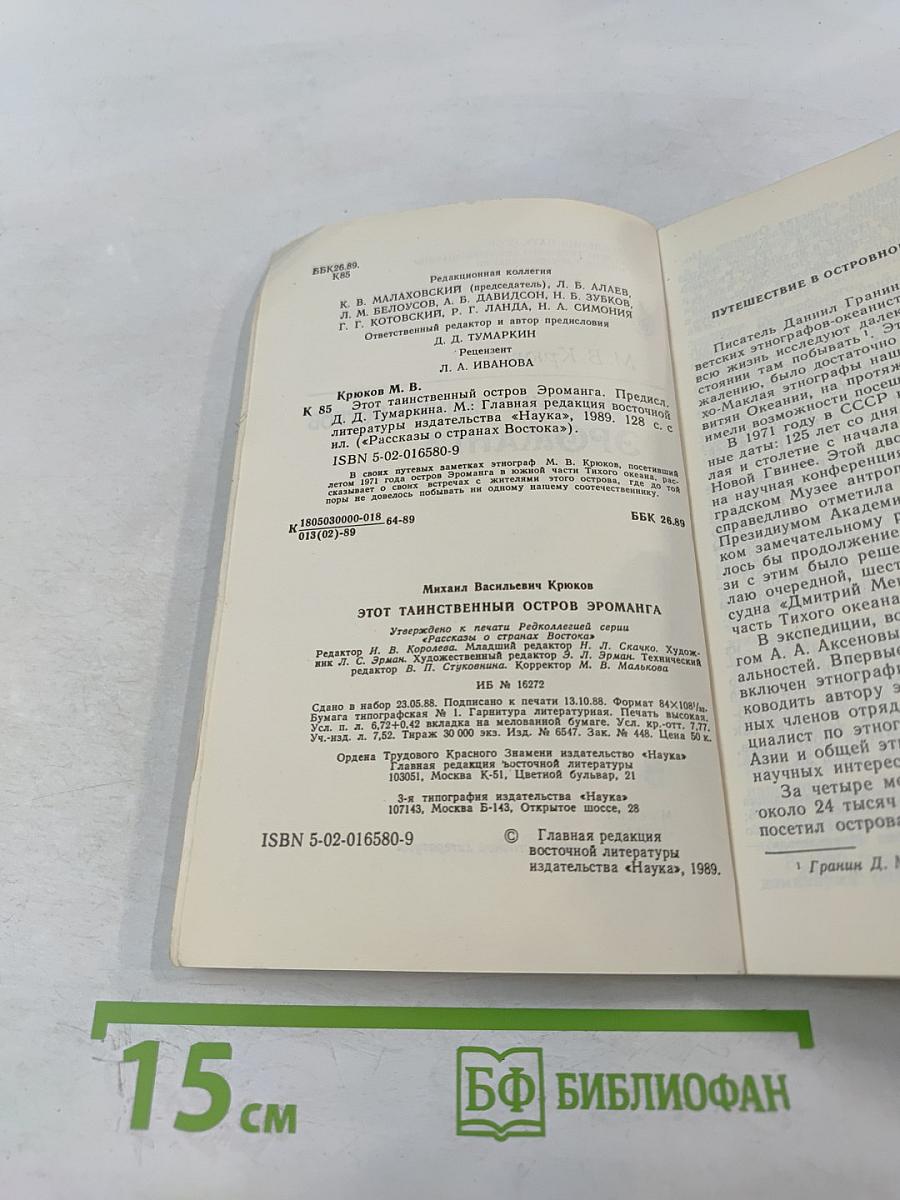 ББК26.89.
К85
Редакционная коллегия
К. В. МАЛАХОВСКИЙ (председатель), Л. Б. АЛАЕВ,
Л. М. БЕЛОУСОВ, А. Б. ДАВИДСОН, Н. Б. ЗУБКОВ,
Г. Г. КОТОВСКИЙ, Р. Г. ЛАНДА, Н. А. СИМОНИЯ
Ответственный редактор и автор предисловия
Д. Д. ТУМАРКИН
Рецензент
Л. А. ИВАНОВА
Крюков М. В.
К 85 Этот таинственный остров Эроманга. Предисл.
Д. Д. Тумаркина. М.: Главная редакция восточной
литературы издательства «Наука», 1989. 128 с. с
ил. («Рассказы о странах Востока»).
ISBN 5-02-016580-9
В своих путевых заметках этнограф М. В. Крюков, посетивший
летом 1971 года остров Эроманга в южной части Тихого океана, рас-
сказывает о своих встречах с жителями этого острова, где до той
поры не довелось побывать ни одному нашему соотечественнику.
К 1805030000-018
013(02)-89 64-89 ББК 26.89
Михаил Васильевич Крюков
ЭТОТ ТАИНСТВЕННЫЙ ОСТРОВ ЭРОМАНГА
Утверждено к печати Редколлегией серии
«Рассказы о странах Востока»
Редактор И. В. Королева. Младший редактор Н. Л. Скачко. Худож-
ник Л. С. Эрман. Художественный редактор Э. Л. Эрман. Технический
редактор В. П. Стуковнина. Корректор М. В. Малькова
ИБ № 16272
Сдано в набор 23.05.88. Подписано к печати 13.10.88. Формат 84×108¹/₃₂.
Бумага типографская № 1. Гарнитура литературная. Печать высокая.
Усл. п. л. 6,72+0,42 вкладка на мелованной бумаге. Усл. кр.-отт. 7,77.
Уч.-изд. л. 7,52. Тираж 30 000 экз. Изд. № 6547. Зак. № 448. Цена 50 к.
Ордена Трудового Красного Знамени издательство «Наука»
Главная редакция восточной литературы
103051, Москва К-51, Цветной бульвар, 21
3-я типография издательства «Наука»
107143, Москва Б-143, Открытое шоссе, 28
ISBN 5-02-016580-9
© Главная редакция
восточной литературы
издательства «Наука», 1989.
ПУТЕШЕСТВИЕ В ОСТРОВНО
Писатель Даниил Гранин
ветских этнографов-океанист
всю жизнь исследуют далек
стоянии там побывать¹. Эт
жалению, было достаточно
хо-Маклая этнографы наш
витян Океании, на протяж
имели возможности посещ
В 1971 году в СССР
ные даты: 125 лет со дня
лая и столетие с начала
Новой Гвинее. Этой дво
на научная конференция
градском Музее антроп
справедливо отметила
Президиумом Академи
ком замечательному р
лось бы продолжение
зи с этим было реше
лаю очередной, шест
судна «Дмитрий Мен
часть Тихого океана
В экспедиции, во
гом А. А. Аксеновы
альностей. Впервые
включен этнографи
ководить автору э
ных членов отряд
циалист по этног
Азии и общей этн
научных интерес
За четыре ме
около 24 тысяч
посетил острова
¹ Гранин Д.
15 см
БФ БИБЛИОФАН